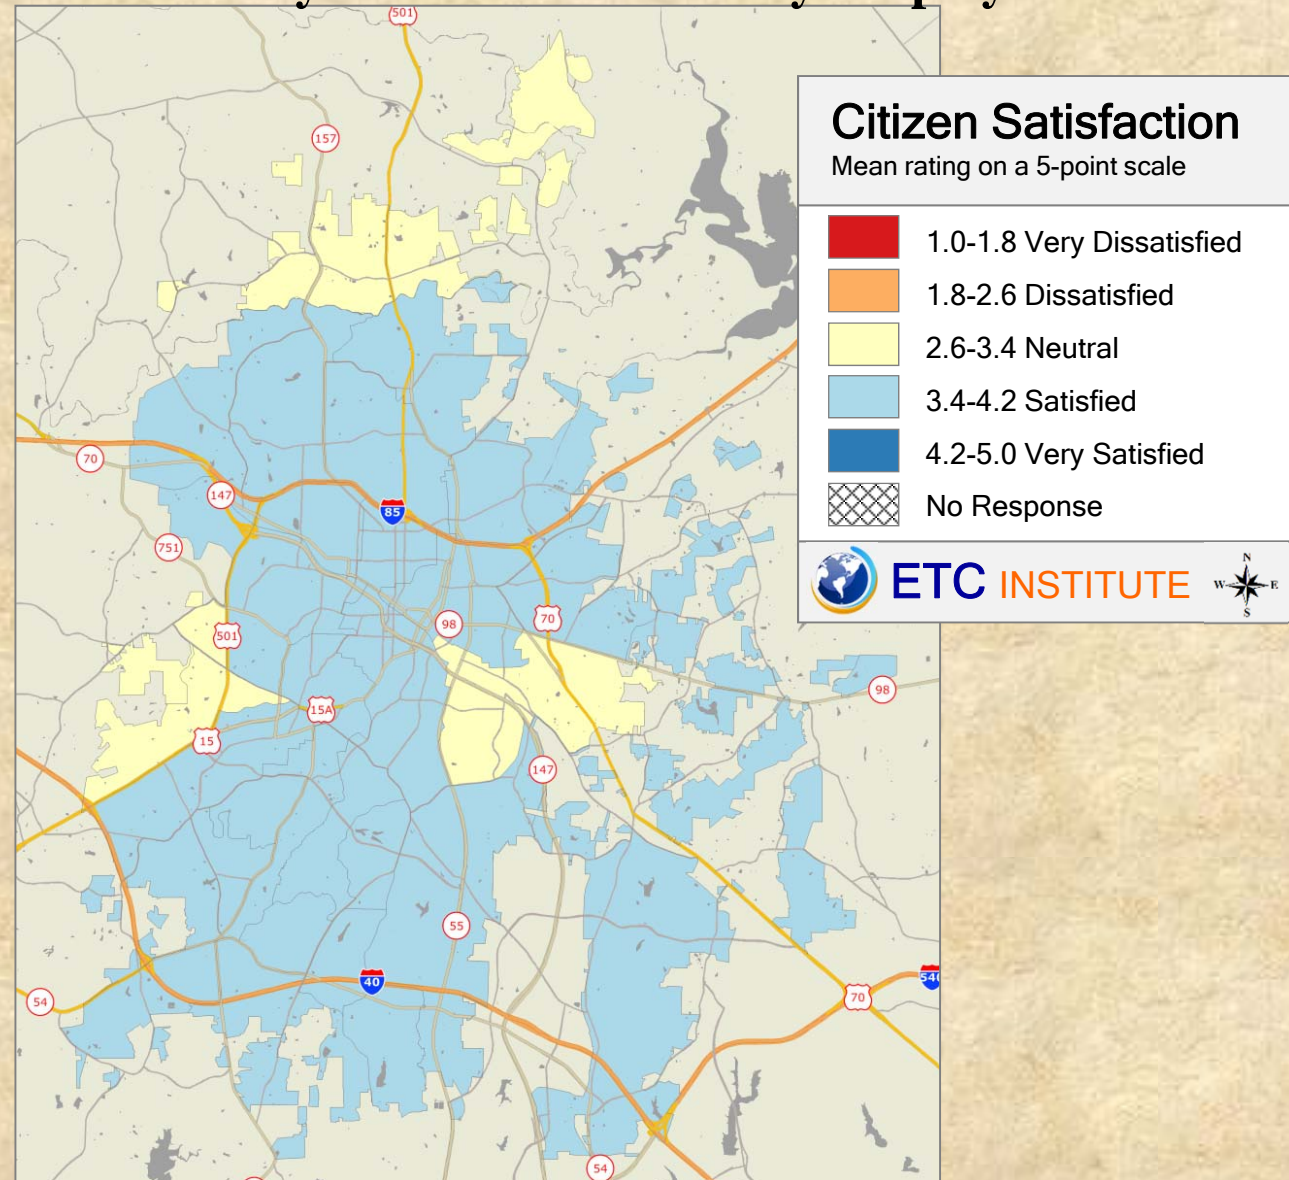 501
157
Citizen Satisfaction
Mean rating on a 5-point scale
1.0-1.8 Very Dissatisfied
1.8-2.6 Dissatisfied
2.6-3.4 Neutral
3.4-4.2 Satisfied
4.2-5.0 Very Satisfied
No Response
ETC INSTITUTE
N
W
E
S
70
147
85
751
98
70
501
98
15A
15
147
55
40
540
70
54
54